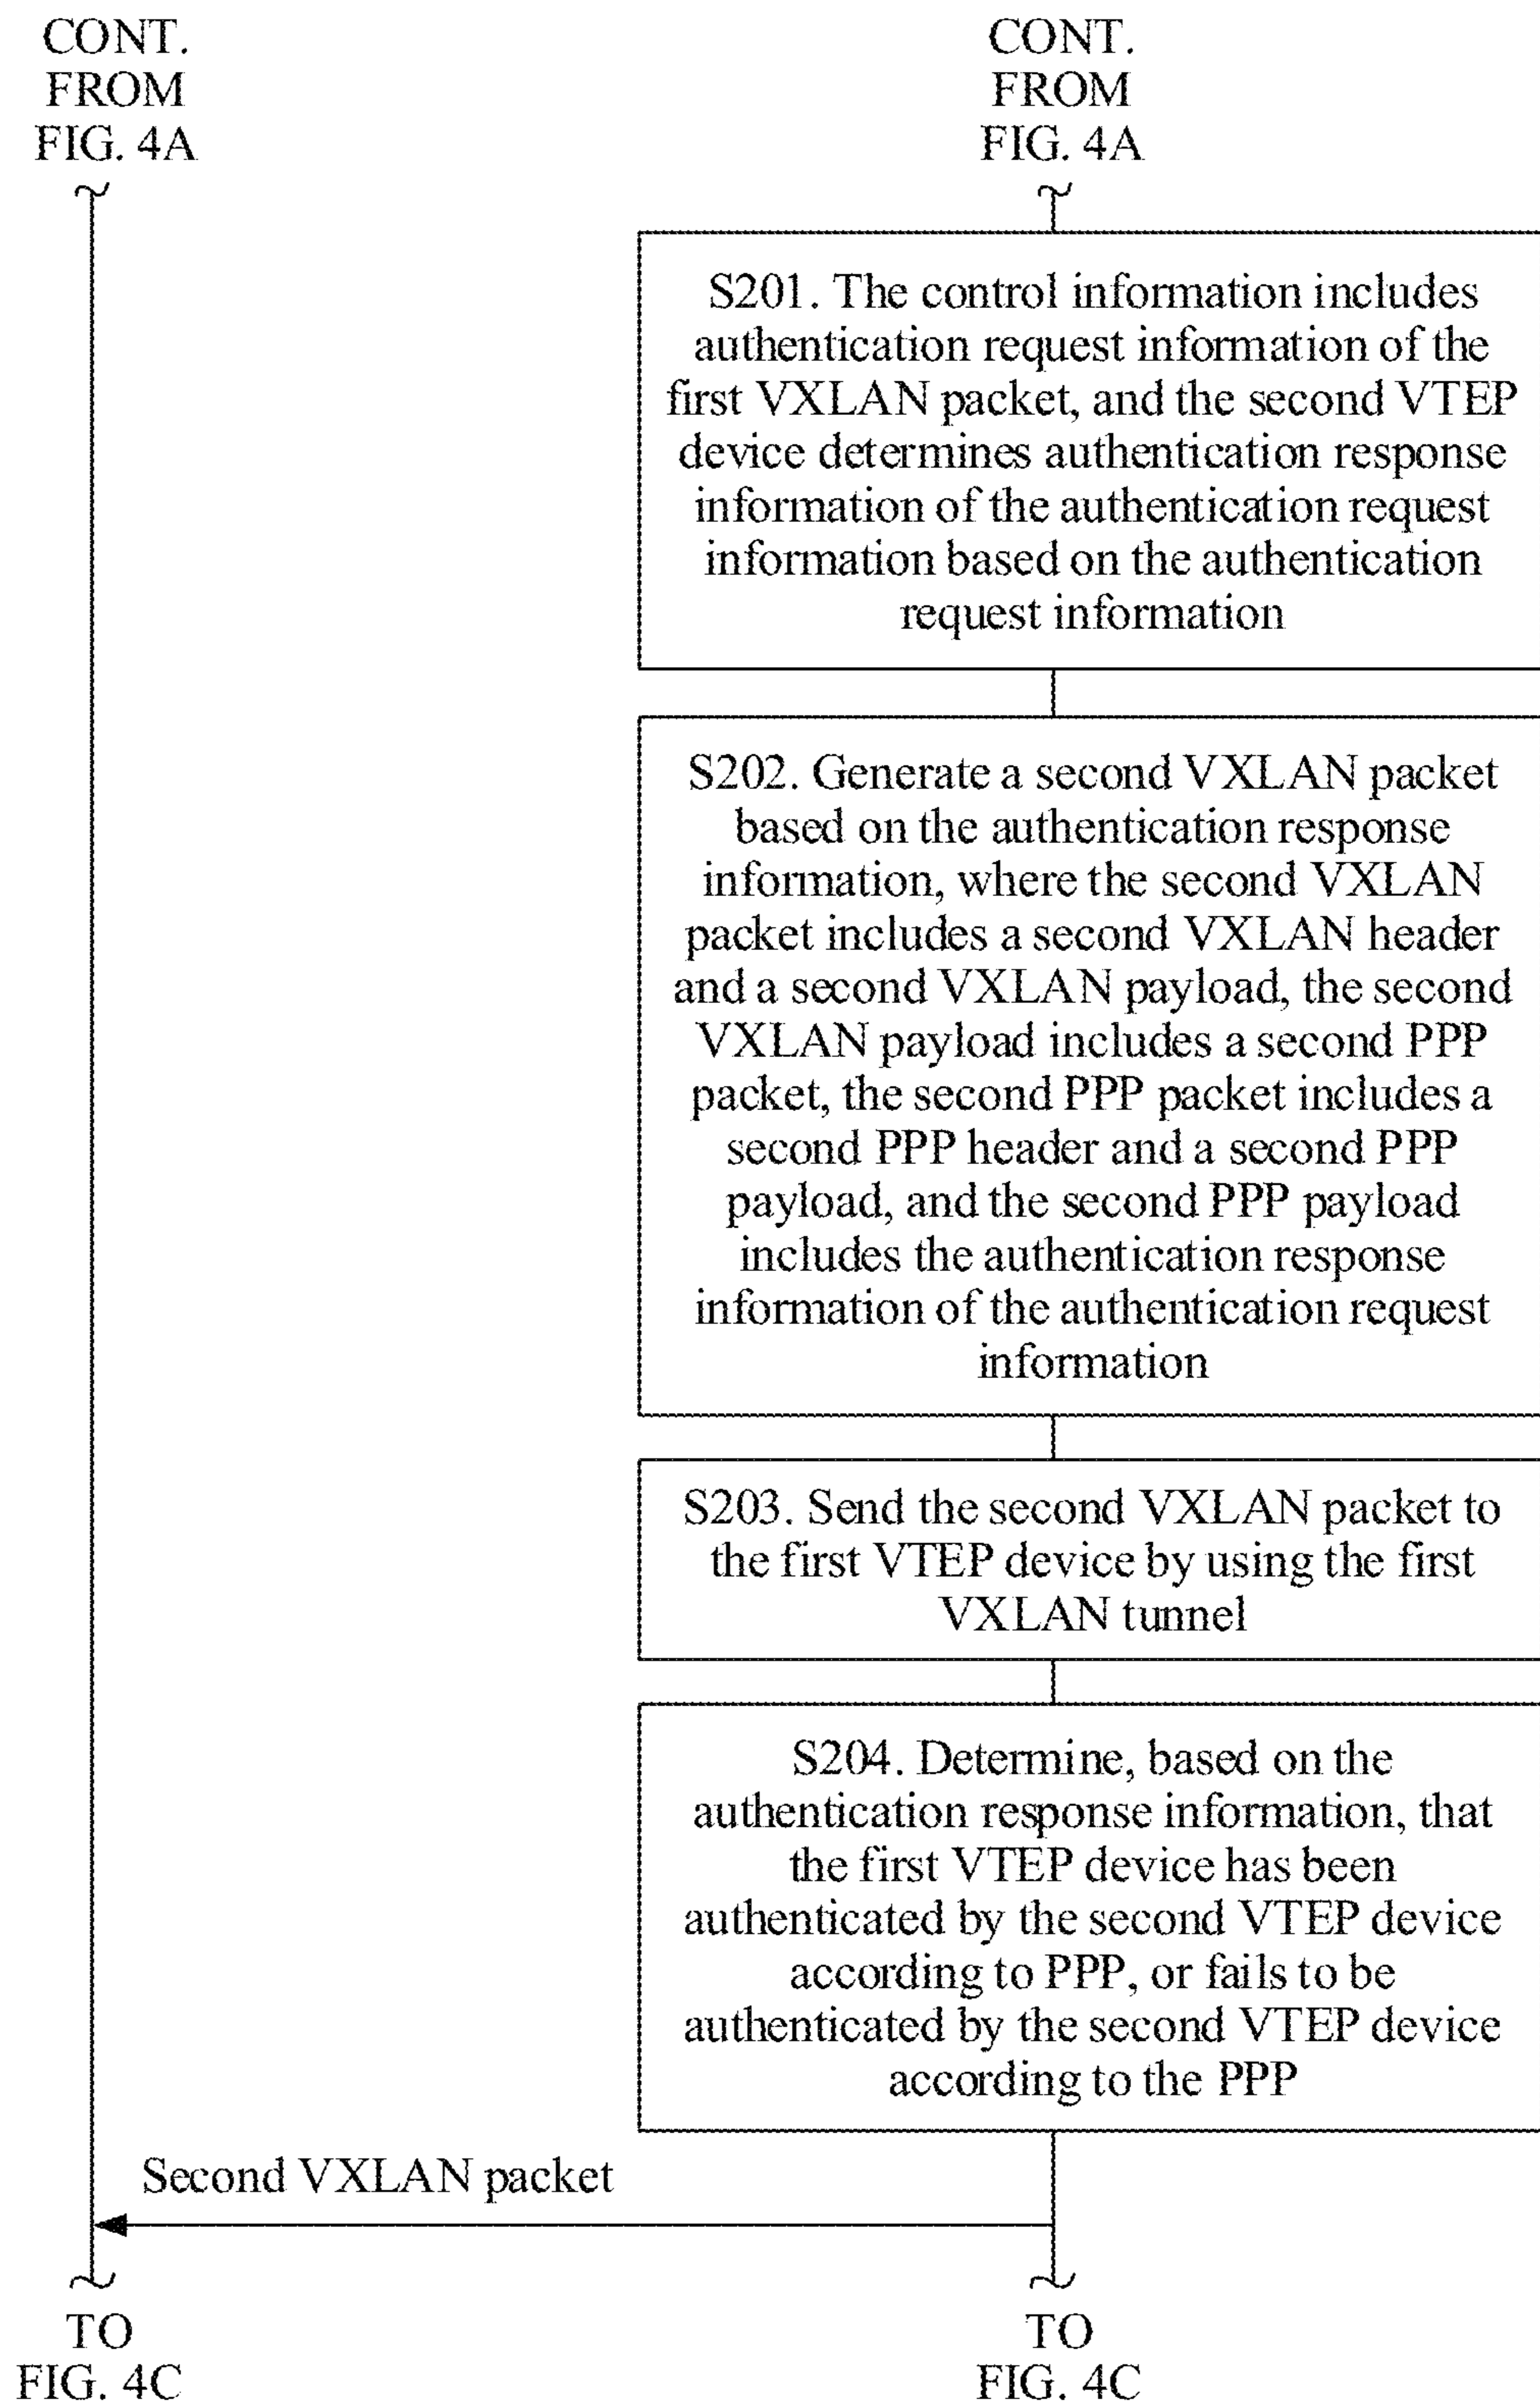 CONT.
FROM
FIG. 4A
CONT.
FROM
FIG. 4A
S201. The control information includes
authentication request information of the
first VXLAN packet, and the second VTEP
device determines authentication response
information of the authentication request
information based on the authentication
request information
S202. Generate a second VXLAN packet
based on the authentication response
information, where the second VXLAN
packet includes a second VXLAN header
and a second VXLAN payload, the second
VXLAN payload includes a second PPP
packet, the second PPP packet includes a
second PPP header and a second PPP
payload, and the second PPP payload
includes the authentication response
information of the authentication request
information
S203. Send the second VXLAN packet to
the first VTEP device by using the first
VXLAN tunnel
S204. Determine, based on the
authentication response information, that
the first VTEP device has been
authenticated by the second VTEP device
according to PPP, or fails to be
authenticated by the second VTEP device
according to the PPP
Second VXLAN packet
TO
FIG. 4C
TO
FIG. 4C